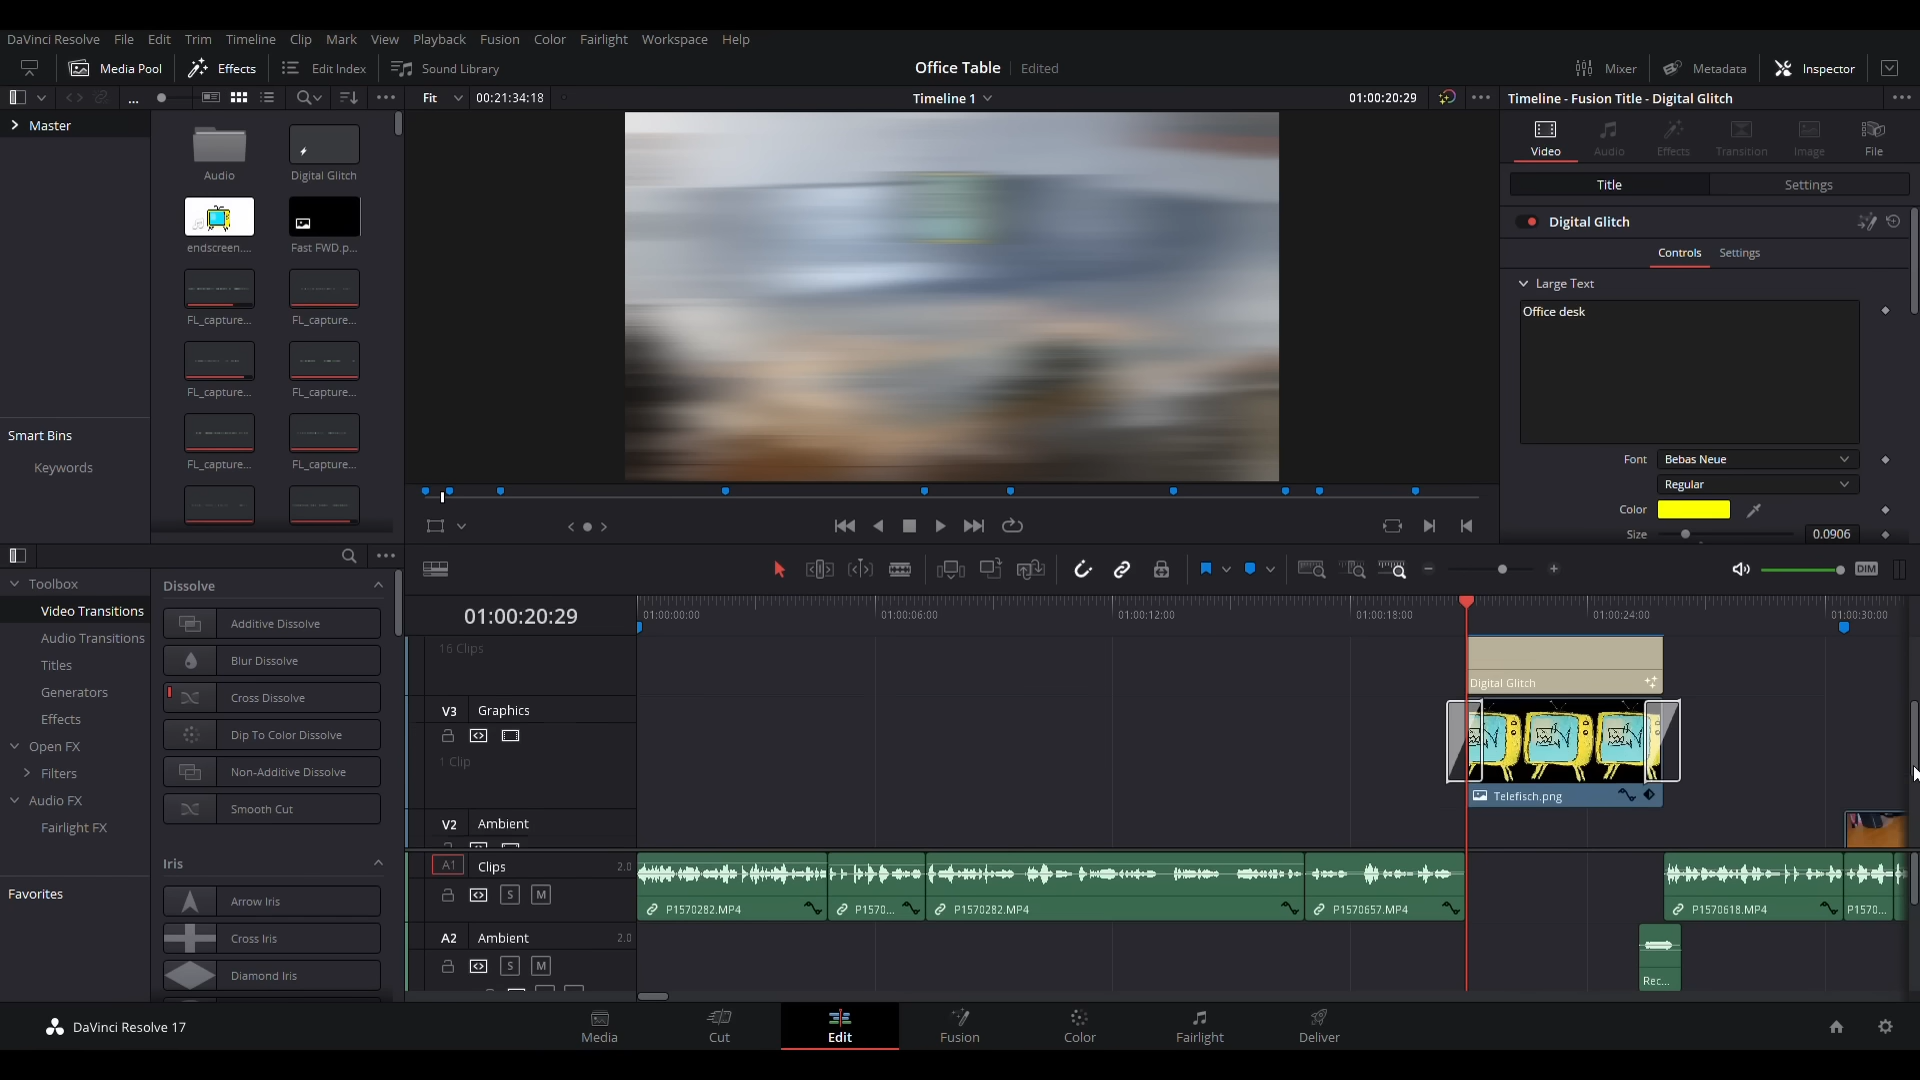 DaVinci Resolve File Edit Trim Timeline Clip Mark View Playback Fusion Color Fairlight Workspace Help
Media Pool Effects Edit Index Sound Library Office Table Edited Mixer Metadata Inspector
... Fit 00:21:34:18 Timeline 1 01:00:20:29 Timeline - Fusion Title - Digital Glitch
Master
Audio Digital Glitch
endscreen.... Fast FWD.p...
FL_capture... FL_capture...
FL_capture... FL_capture...
FL_capture... FL_capture...
Smart Bins
Keywords
Video Audio Effects Transition Image File
Title Settings
Digital Glitch
Controls Settings
Large Text
Office desk
Font Bebas Neue
Regular
Color
Size 0.0906
Toolbox
Video Transitions
Audio Transitions
Titles
Generators
Effects
Open FX
Filters
Audio FX
Fairlight FX
Favorites
Dissolve
Additive Dissolve
Blur Dissolve
Cross Dissolve
Dip To Color Dissolve
Non-Additive Dissolve
Smooth Cut
Iris
Arrow Iris
Cross Iris
Diamond Iris
DIM
01:00:20:29 01:00:00:00 01:00:06:00 01:00:12:00 01:00:18:00 01:00:24:00 01:00:30:00
16 Clips
Digital Glitch
V3 Graphics
1 Clip
Telefisch.png
V2 Ambient
A1 Clips 2.0
S M
P1570282.MP4 P1570... P1570282.MP4 P1570657.MP4 P1570618.MP4 P1570...
A2 Ambient 2.0
S M
Rec...
DaVinci Resolve 17
Media Cut Edit Fusion Color Fairlight Deliver